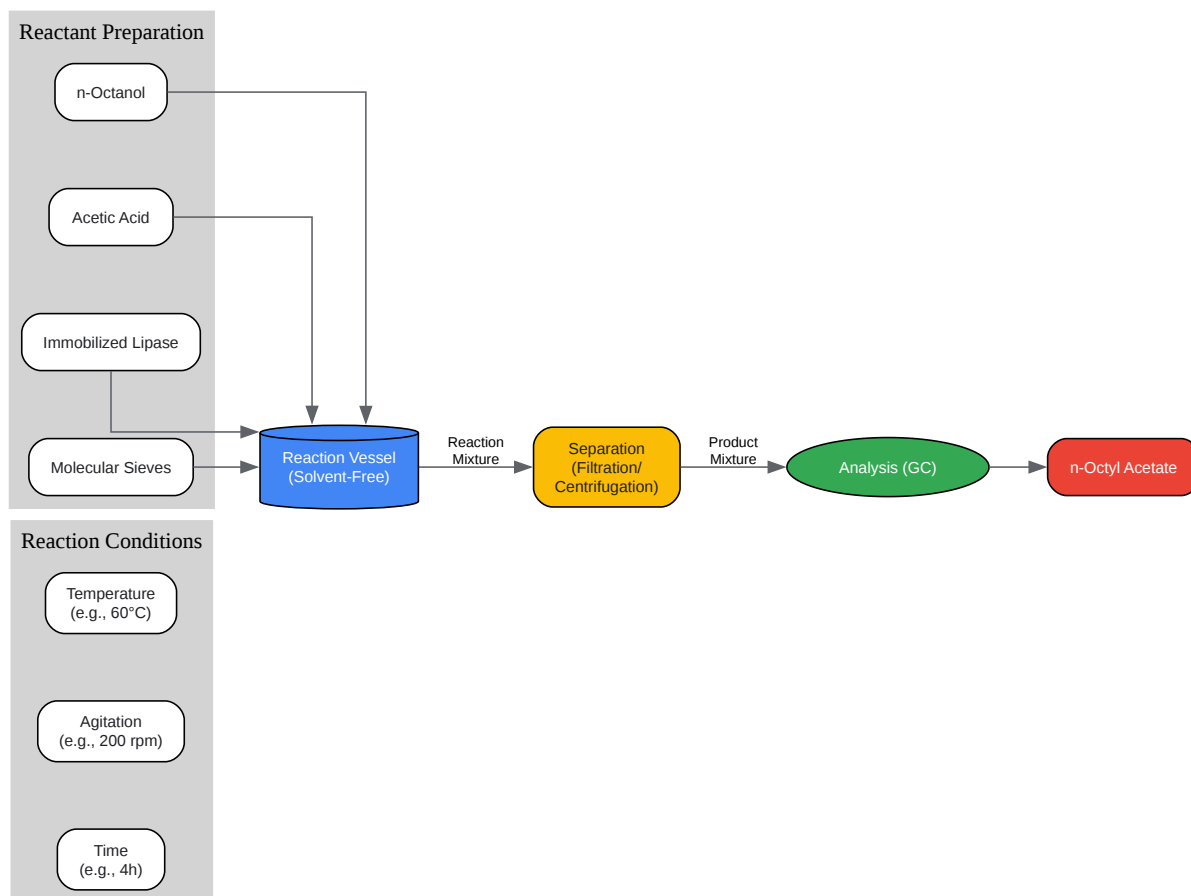 Reactant Preparation
n-Octanol
Acetic Acid
Immobilized Lipase
Molecular Sieves
Reaction Vessel
(Solvent-Free)
Reaction
Mixture
Separation
(Filtration/
Centrifugation)
Product
Mixture
Analysis (GC)
n-Octyl Acetate
Reaction Conditions
Temperature
(e.g., 60°C)
Agitation
(e.g., 200 rpm)
Time
(e.g., 4h)